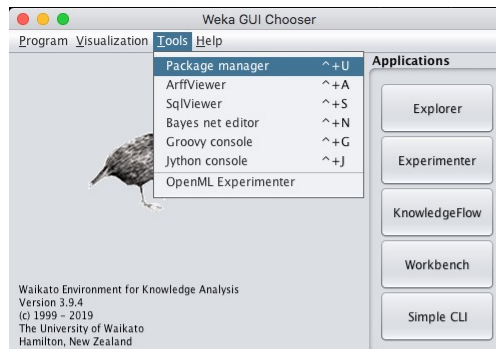 Weka GUI Chooser
Program Visualization Tools Help
Package manager ^+U
ArffViewer ^+A
SqlViewer ^+S
Bayes net editor ^+N
Groovy console ^+G
Jython console ^+J
OpenML Experimenter
Applications
Explorer
Experimenter
KnowledgeFlow
Workbench
Simple CLI
Waikato Environment for Knowledge Analysis
Version 3.9.4
(c) 1999 - 2019
The University of Waikato
Hamilton, New Zealand